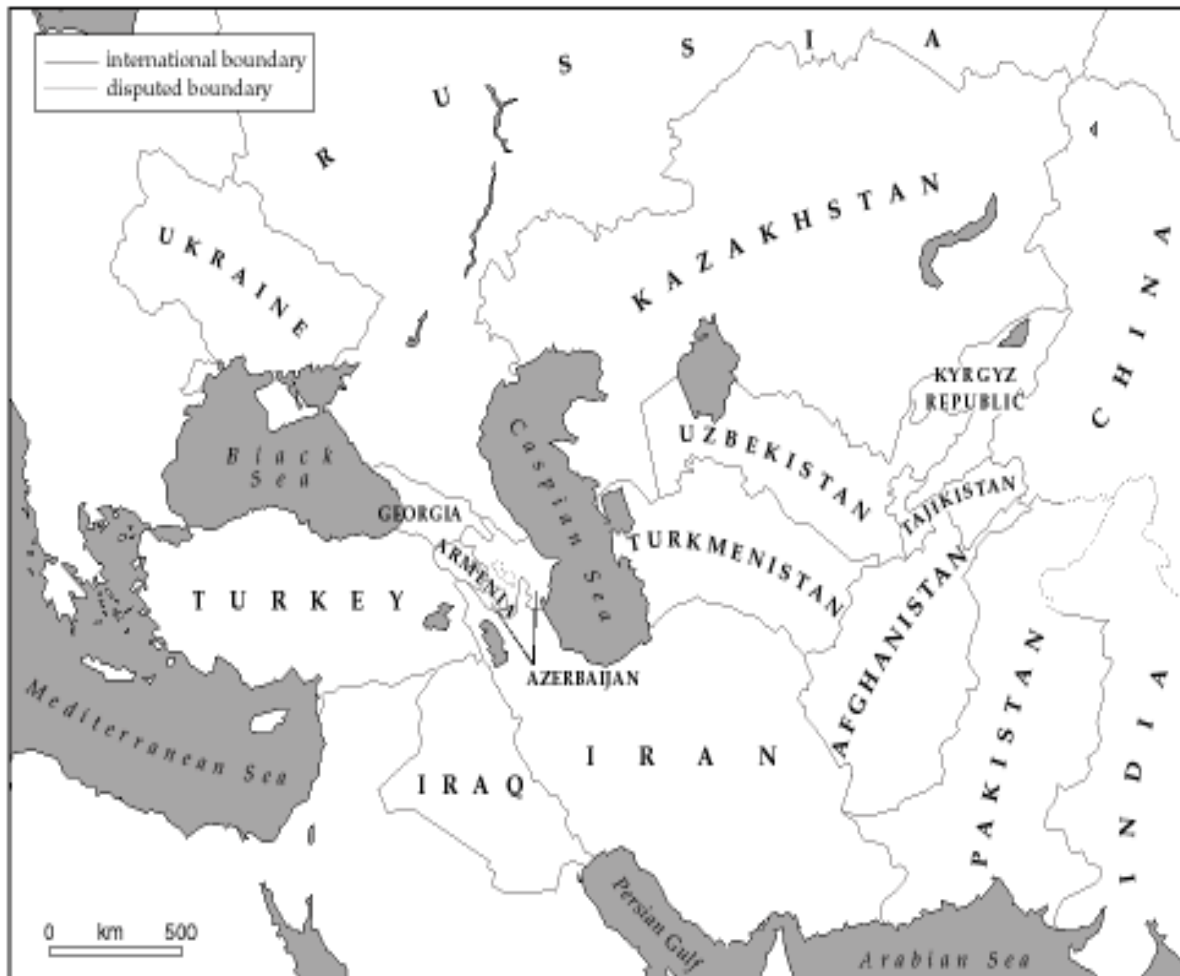 international boundary
disputed boundary
RUSSIA
UKRAINE
KAZAKHSTAN
CHINA
KYRGYZ
REPUBLIC
Black
Sea
Caspian Sea
UZBEKISTAN
TAJIKISTAN
GEORGIA
ARMENIA
TURKMENISTAN
TURKEY
AZERBAIJAN
AFGHANISTAN
PAKISTAN
INDIA
Mediterranean Sea
IRAQ
IRAN
Persian Gulf
Arabian Sea
0 km 500